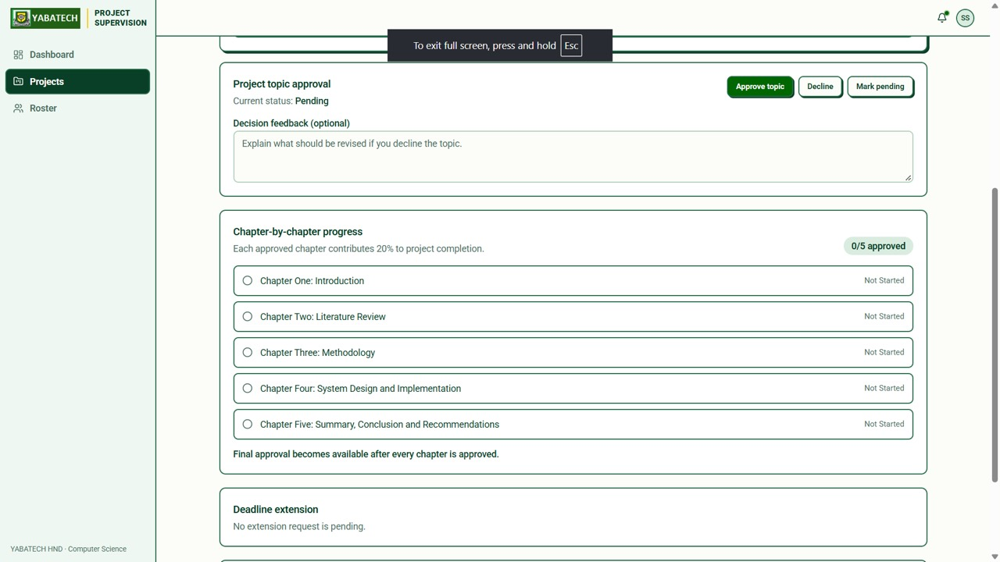 YABATECH
PROJECT
SUPERVISION
SS
To exit full screen, press and hold Esc
Dashboard
Projects
Roster
Project topic approval
Current status: Pending
Approve topic
Decline
Mark pending
Decision feedback (optional)
Explain what should be revised if you decline the topic.
Chapter-by-chapter progress
Each approved chapter contributes 20% to project completion.
0/5 approved
Chapter One: Introduction
Not Started
Chapter Two: Literature Review
Not Started
Chapter Three: Methodology
Not Started
Chapter Four: System Design and Implementation
Not Started
Chapter Five: Summary, Conclusion and Recommendations
Not Started
Final approval becomes available after every chapter is approved.
Deadline extension
No extension request is pending.
YABATECH HND · Computer Science